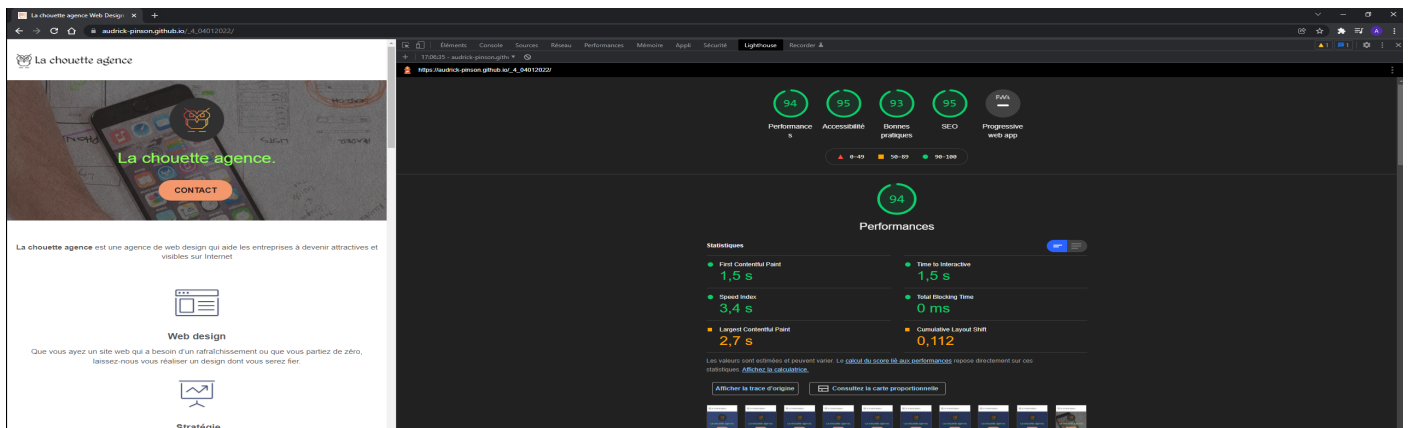 La chouette agence Web Design
audrick-pinson.github.io/_4_04012022/
La chouette agence
La chouette agence.
CONTACT
La chouette agence est une agence de web design qui aide les entreprises à devenir attractives et
visibles sur Internet
Web design
Que vous ayez un site web qui a besoin d'un rafraîchissement ou que vous partiez de zéro,
laissez-nous vous réaliser un design dont vous serez fier.
Stratégie
Éléments Console Sources Réseau Performances Mémoire Appli Sécurité Lighthouse Recorder
1 1
17:05:25 - audrick-pinson.gith
https://audrick-pinson.github.io/_4_04012022/
94 95 93 95 PWA
Performance
s
Accessibilité
Bonnes
pratiques
SEO
Progressive
web app
0-49 50-89 90-100
94
Performances
Statistiques
First Contentful Paint
1,5 s
Time to Interactive
1,5 s
Speed Index
3,4 s
Total Blocking Time
0 ms
Largest Contentful Paint
2,7 s
Cumulative Layout Shift
0,112
Les valeurs sont estimées et peuvent varier. Le calcul du score lié aux performances repose directement sur ces
statistiques. Affichez la calculatrice.
Afficher la trace d'origine
Consultez la carte proportionnelle